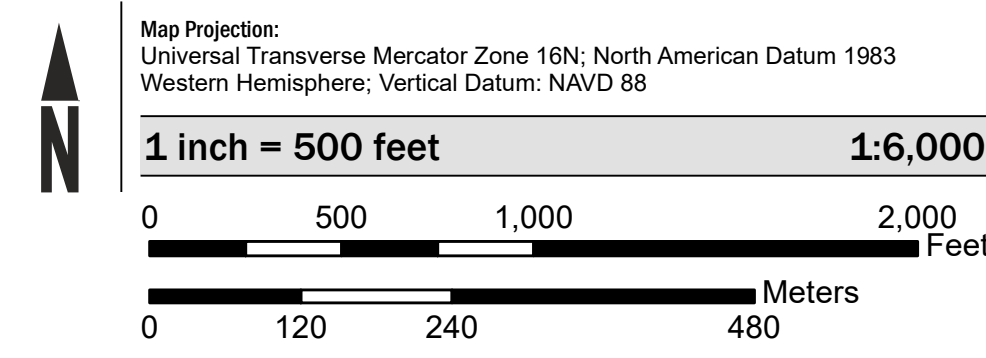 Map Projection:
Universal Transverse Mercator Zone 16N; North American Datum 1983
Western Hemisphere; Vertical Datum: NAVD 88
N
1 inch = 500 feet 1:6,000
0 500 1,000 2,000
Feet
Meters
0 120 240 480